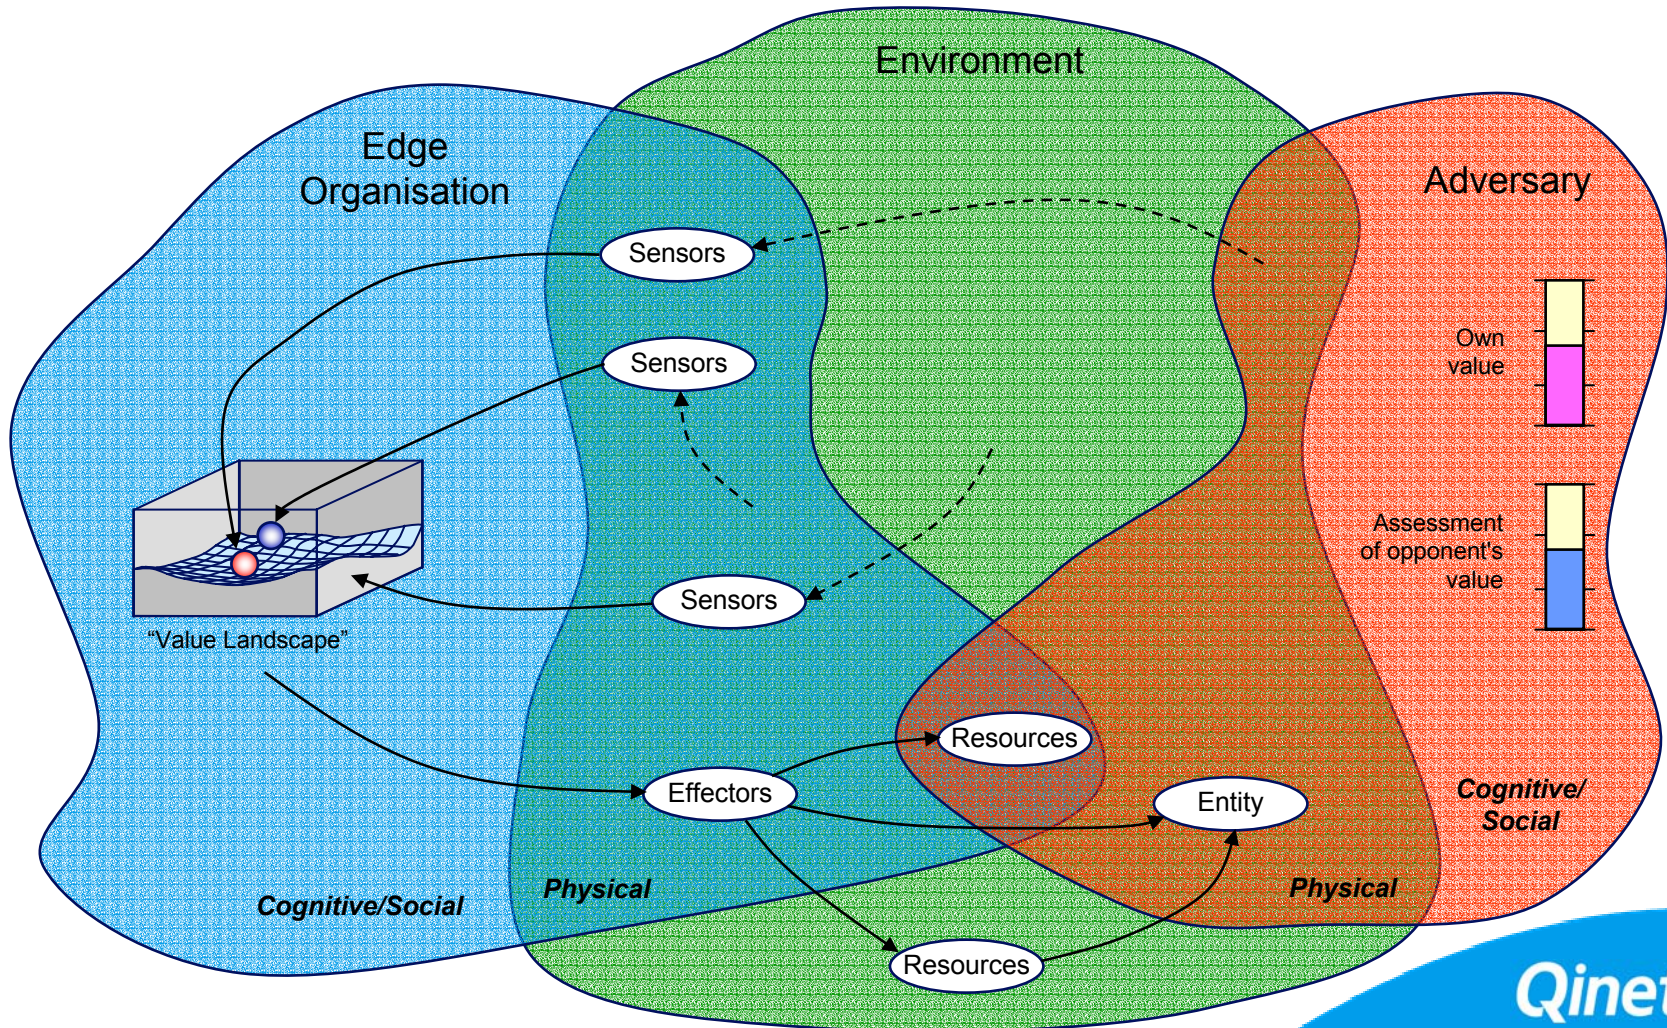 Environment
Edge
Organisation
Adversary
Sensors
Sensors
Own
value
Assessment
of opponent's
value
Sensors
“Value Landscape”
Resources
Effectors
Entity
Cognitive/
Social
Physical
Physical
Cognitive/Social
Resources
Qinet